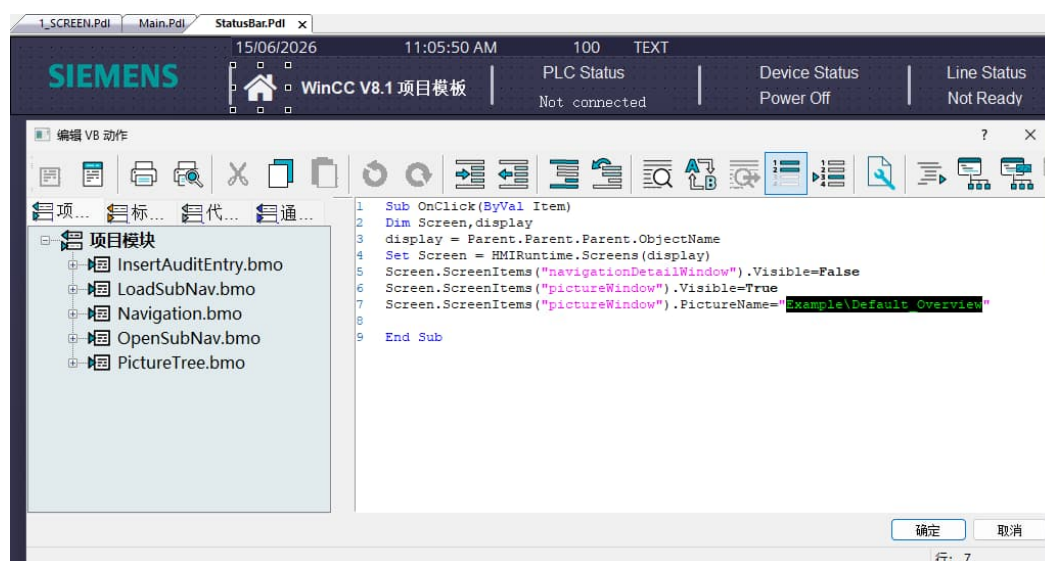 1_SCREEN.Pdl Main.Pdl StatusBar.Pdl x
15/06/2026 11:05:50 AM 100 TEXT
SIEMENS
WinCC V8.1 项目模板
PLC Status
Not connected
Device Status
Power Off
Line Status
Not Ready
编辑 VB 动作 ? ×
项... 标... 代... 通...
项目模块
InsertAuditEntry.bmo
LoadSubNav.bmo
Navigation.bmo
OpenSubNav.bmo
PictureTree.bmo
1 Sub OnClick(ByVal Item)
2 Dim Screen,display
3 display = Parent.Parent.Parent.ObjectName
4 Set Screen = HMIRuntime.Screens(display)
5 Screen.ScreenItems("navigationDetailWindow").Visible=False
6 Screen.ScreenItems("pictureWindow").Visible=True
7 Screen.ScreenItems("pictureWindow").PictureName="Example\Default_Overview"
8
9 End Sub
确定 取消
行: 7